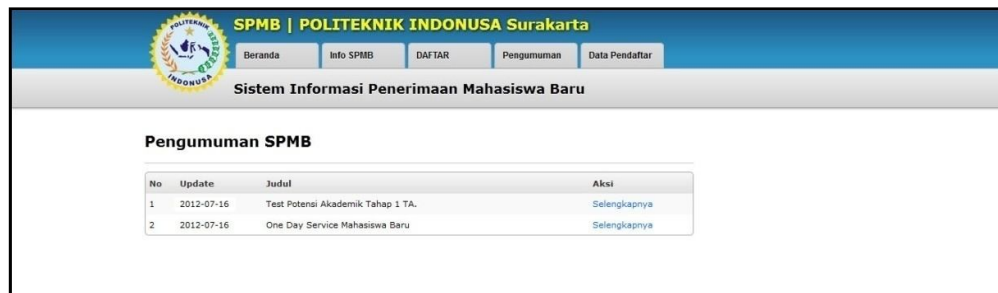 POLITEKNIK
INDONUSA
SPMB | POLITEKNIK INDONUSA Surakarta
Beranda Info SPMB DAFTAR Pengumuman Data Pendaftar
Sistem Informasi Penerimaan Mahasiswa Baru
Pengumuman SPMB
No Update Judul Aksi
1 2012-07-16 Test Potensi Akademik Tahap 1 TA. Selengkapnya
2 2012-07-16 One Day Service Mahasiswa Baru Selengkapnya